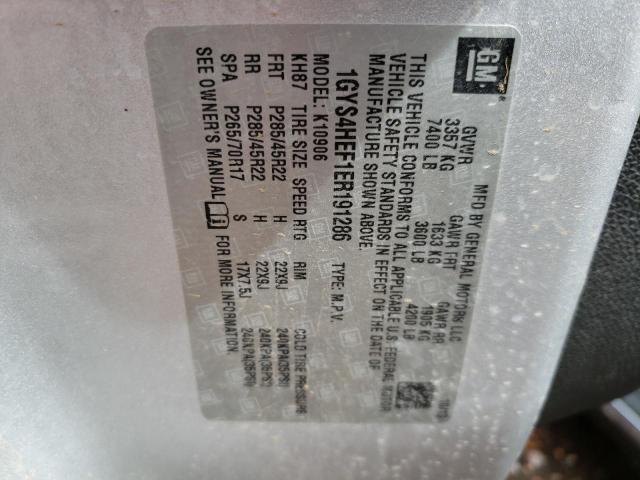 GM
MFD BY GENERAL MOTORS LLC
GVWR GAWR FRT GAWR RR
3357 KG 1633 KG 1905 KG
7400 LB 3600 LB 4200 LB
THIS VEHICLE CONFORMS TO ALL APPLICABLE U.S. FEDERAL MOTOR
VEHICLE SAFETY STANDARDS IN EFFECT ON THE DATE OF
MANUFACTURE SHOWN ABOVE.
1GYS4HEF1ER191286 TYPE: M.P.V.
MODEL: K10906
KH87 TIRE SIZE SPEED RTG RIM COLD TIRE PRESSURE
FRT P285/45R22 H 22X9J 240KPA(35PSI)
RR P285/45R22 H 22X9J 240KPA(35PSI)
SPA P265/70R17 S 17X7.5J 240KPA(35PSI)
SEE OWNER'S MANUAL FOR MORE INFORMATION.